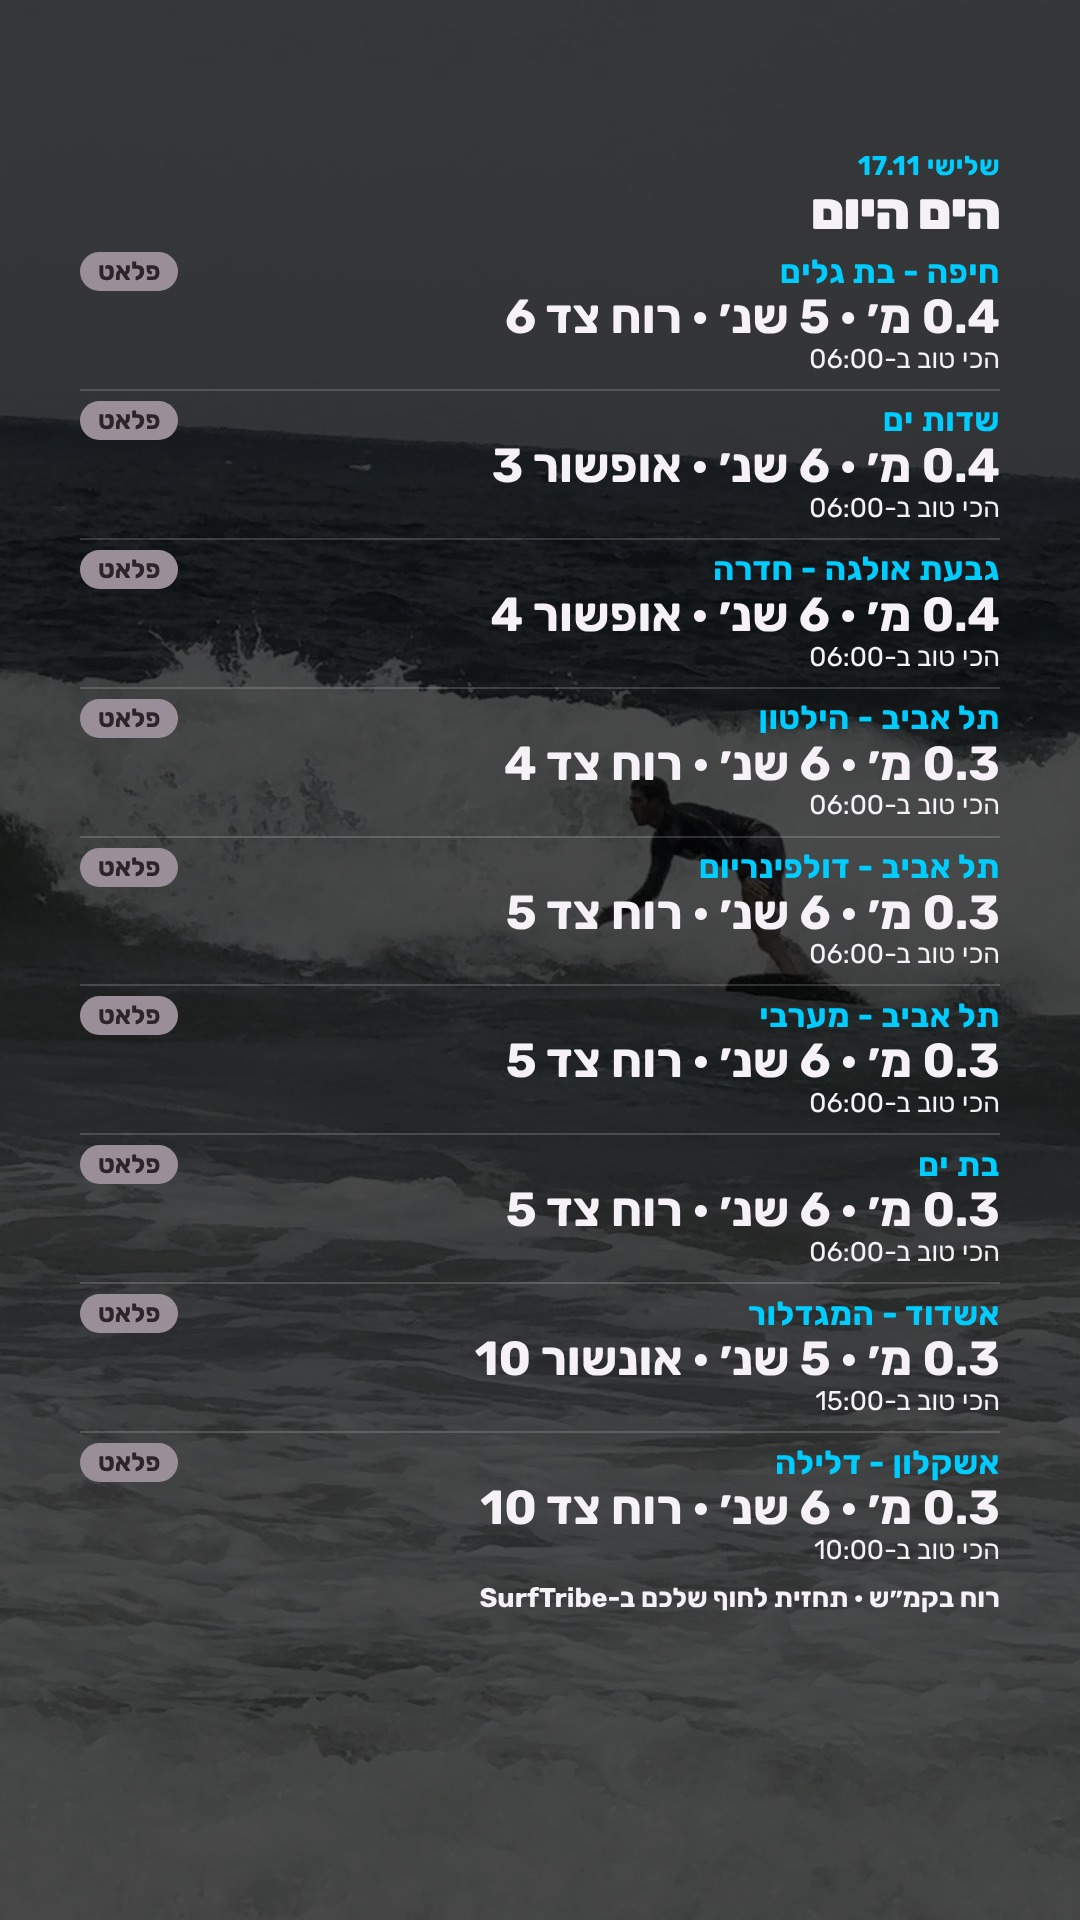 שלישי 17.11
הים היום
חיפה - בת גלים
פלאט
0.4 מ׳ • 5 שנ׳ • רוח צד 6
הכי טוב ב-06:00
שדות ים
פלאט
0.4 מ׳ • 6 שנ׳ • אופשור 3
הכי טוב ב-06:00
גבעת אולגה - חדרה
פלאט
0.4 מ׳ • 6 שנ׳ • אופשור 4
הכי טוב ב-06:00
תל אביב - הילטון
פלאט
0.3 מ׳ • 6 שנ׳ • רוח צד 4
הכי טוב ב-06:00
תל אביב - דולפינריום
פלאט
0.3 מ׳ • 6 שנ׳ • רוח צד 5
הכי טוב ב-06:00
תל אביב - מערבי
פלאט
0.3 מ׳ • 6 שנ׳ • רוח צד 5
הכי טוב ב-06:00
בת ים
פלאט
0.3 מ׳ • 6 שנ׳ • רוח צד 5
הכי טוב ב-06:00
אשדוד - המגדלור
פלאט
0.3 מ׳ • 5 שנ׳ • אונשור 10
הכי טוב ב-15:00
אשקלון - דלילה
פלאט
0.3 מ׳ • 6 שנ׳ • רוח צד 10
הכי טוב ב-10:00
רוח בקמ״ש • תחזית לחוף שלכם ב-SurfTribe